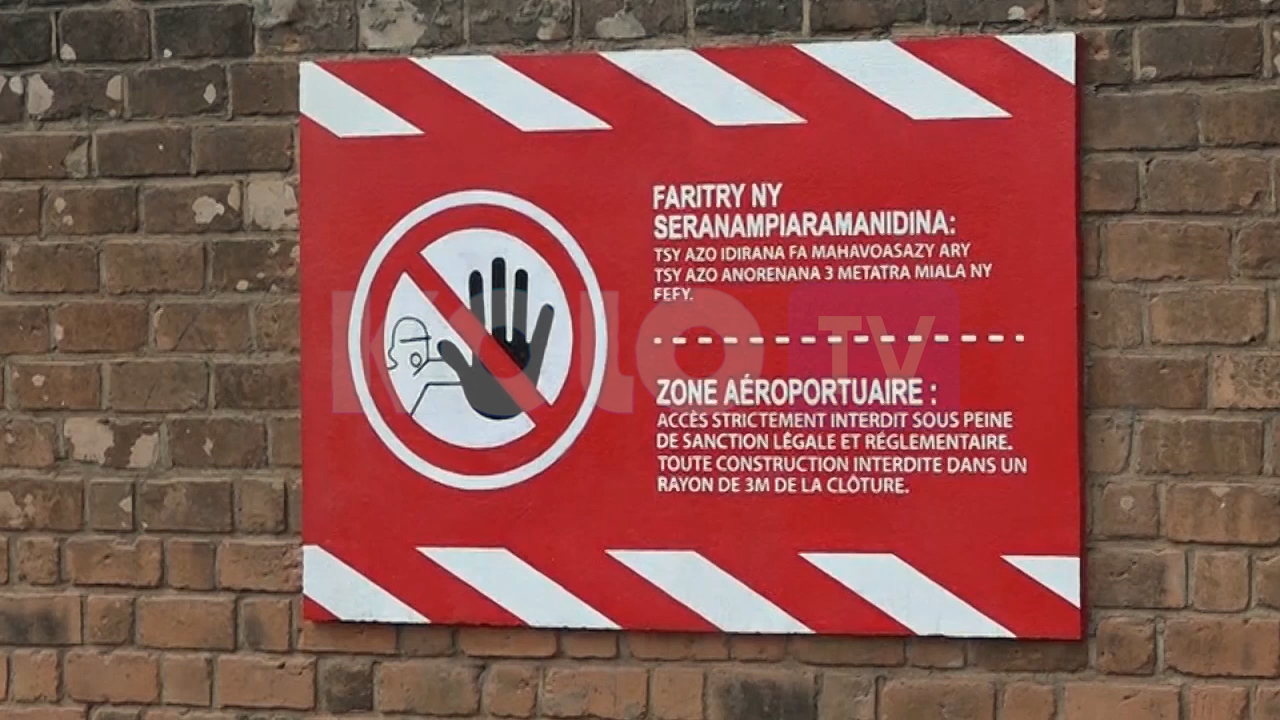 FARITRY NY
SERANAMPIARAMANIDINA:
TSY AZO IDIRANA FA MAHAVOASAZY ARY
TSY AZO ANORENANA 3 METATRA MIALA NY
FEFY.
KOLO TV
ZONE AÉROPORTUAIRE :
ACCÈS STRICTEMENT INTERDIT SOUS PEINE
DE SANCTION LÉGALE ET RÉGLEMENTAIRE.
TOUTE CONSTRUCTION INTERDITE DANS UN
RAYON DE 3M DE LA CLÔTURE.